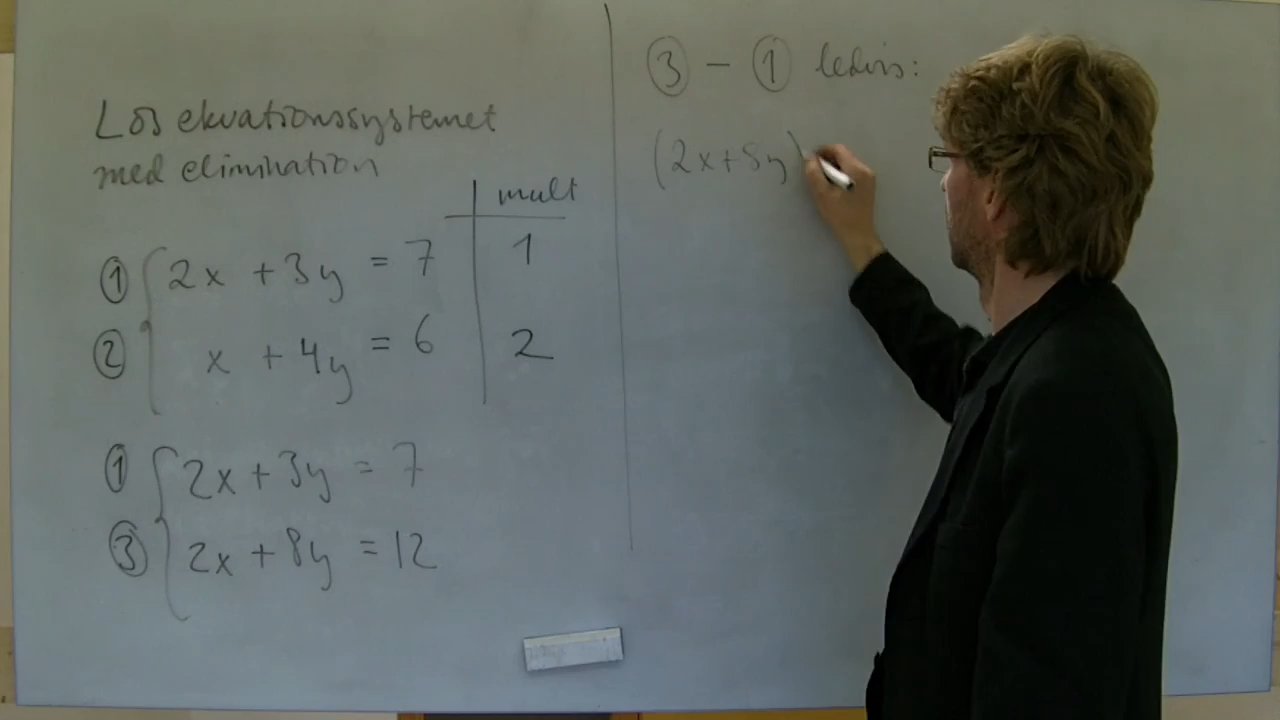 Lös ekvationssystemet
med elimination
mult
① 2x + 3y = 7 1
② x + 4y = 6 2
① 2x + 3y = 7
③ 2x + 8y = 12
③ - ① ledvis:
(2x+8y)